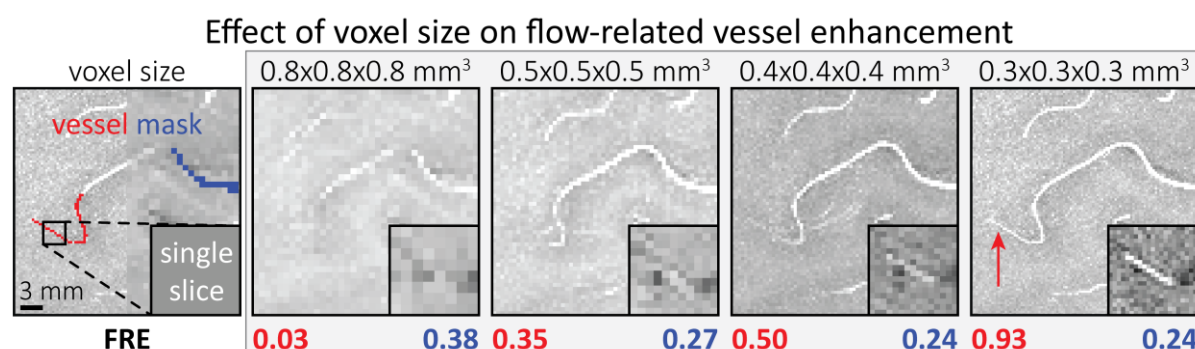 Effect of voxel size on flow-related vessel enhancement
voxel size 0.8x0.8x0.8 mm³ 0.5x0.5x0.5 mm³ 0.4x0.4x0.4 mm³ 0.3x0.3x0.3 mm³
vessel mask
single
slice
3 mm
FRE 0.03 0.38 0.35 0.27 0.50 0.24 0.93 0.24